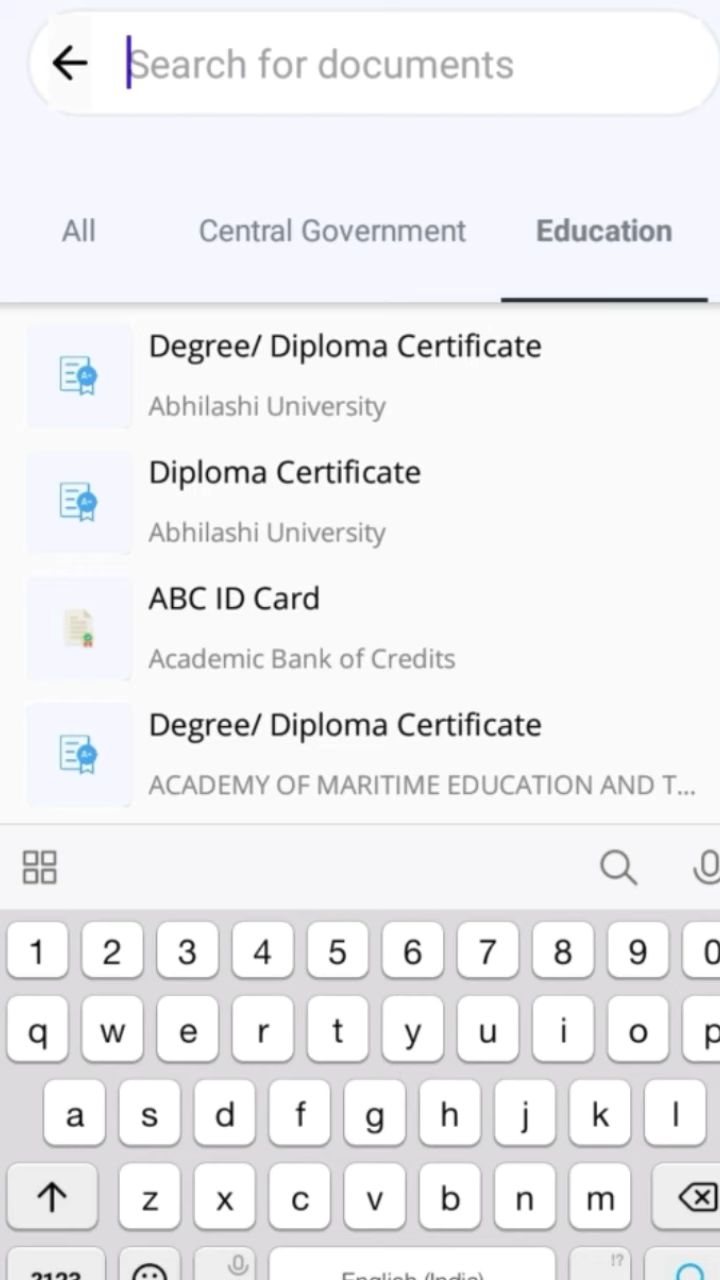 Search for documents
All Central Government Education
Degree/ Diploma Certificate
Abhilashi University
Diploma Certificate
Abhilashi University
ABC ID Card
Academic Bank of Credits
Degree/ Diploma Certificate
ACADEMY OF MARITIME EDUCATION AND T...
1 2 3 4 5 6 7 8 9 0
q w e r t y u i o p
a s d f g h j k l
z x c v b n m
!?
?123 English (India)